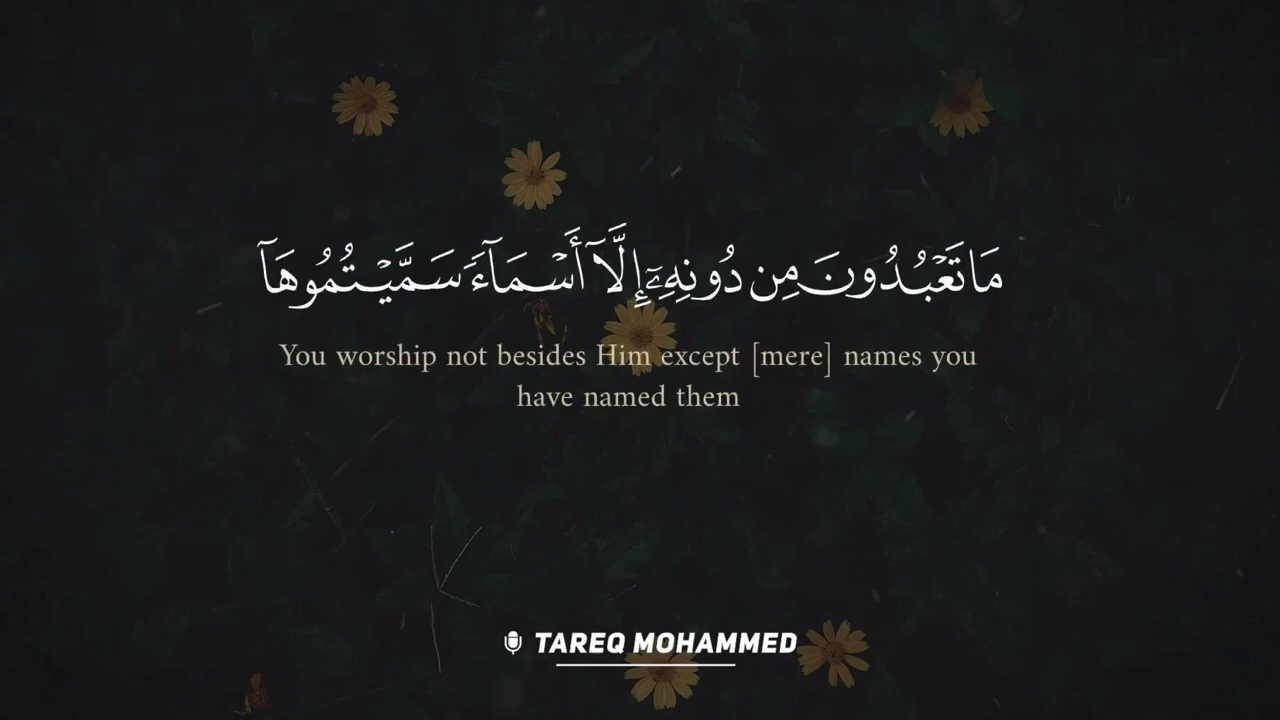 مَا تَعْبُدُونَ مِن دُونِهِۦٓ إِلَّآ أَسْمَآءً سَمَّيْتُمُوهَآ
You worship not besides Him except [mere] names you
have named them
TAREQ MOHAMMED